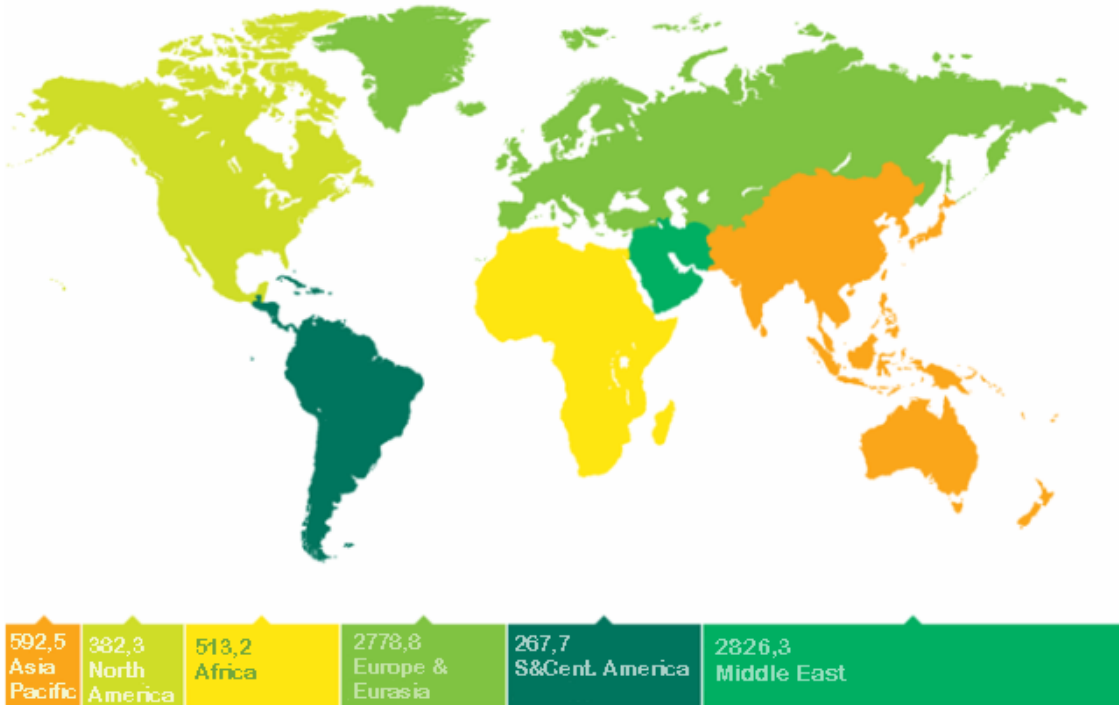 592,5
Asia
Pacific
382,3
North
America
513,2
Africa
2778,8
Europe &
Eurasia
267,7
S&Cent. America
2826,3
Middle East